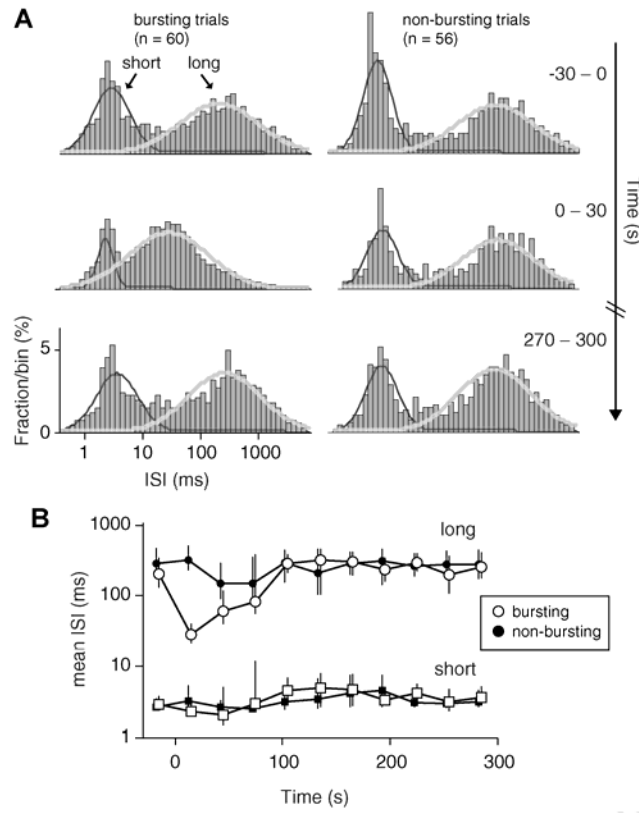 A
bursting trials
(n = 60)
non-bursting trials
(n = 56)
short
long
-30 – 0
0 – 30
Time (s)
270 – 300
Fraction/bin (%)
5
0
1 10 100 1000
ISI (ms)
B
1000
100
10
1
mean ISI (ms)
long
short
bursting
non-bursting
0 100 200 300
Time (s)